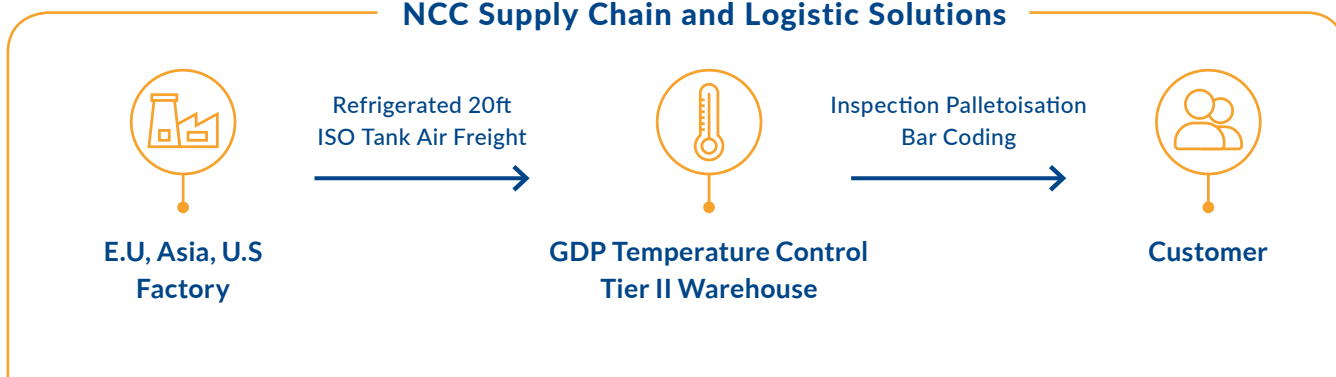 NCC Supply Chain and Logistic Solutions
Refrigerated 20ft
ISO Tank Air Freight
Inspection Palletoisation
Bar Coding
E.U, Asia, U.S
Factory
GDP Temperature Control
Tier II Warehouse
Customer